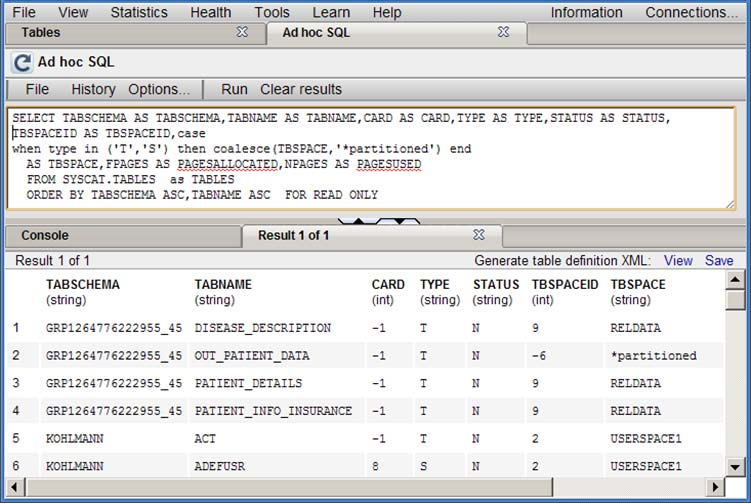 File View Statistics Health Tools Learn Help Information Connections...
Tables Ad hoc SQL
Ad hoc SQL
File History Options... Run Clear results
SELECT TABSCHEMA AS TABSCHEMA,TABNAME AS TABNAME,CARD AS CARD,TYPE AS TYPE,STATUS AS STATUS,
TBSPACEID AS TBSPACEID,case
when type in ('T','S') then coalesce(TBSPACE,'*partitioned') end
AS TBSPACE,FPAGES AS PAGESALLOCATED,NPAGES AS PAGESUSED
FROM SYSCAT.TABLES as TABLES
ORDER BY TABSCHEMA ASC,TABNAME ASC FOR READ ONLY
Console Result 1 of 1
Result 1 of 1 Generate table definition XML: View Save
TABSCHEMA TABNAME CARD TYPE STATUS TBSPACEID TBSPACE
(string) (string) (int) (string) (string) (int) (string)
1 GRP1264776222955_45 DISEASE_DESCRIPTION -1 T N 9 RELDATA
2 GRP1264776222955_45 OUT_PATIENT_DATA -1 T N -6 *partitioned
3 GRP1264776222955_45 PATIENT_DETAILS -1 T N 9 RELDATA
4 GRP1264776222955_45 PATIENT_INFO_INSURANCE -1 T N 9 RELDATA
5 KOHLMANN ACT -1 T N 2 USERSPACE1
6 KOHLMANN ADEFUSR 8 S N 2 USERSPACE1